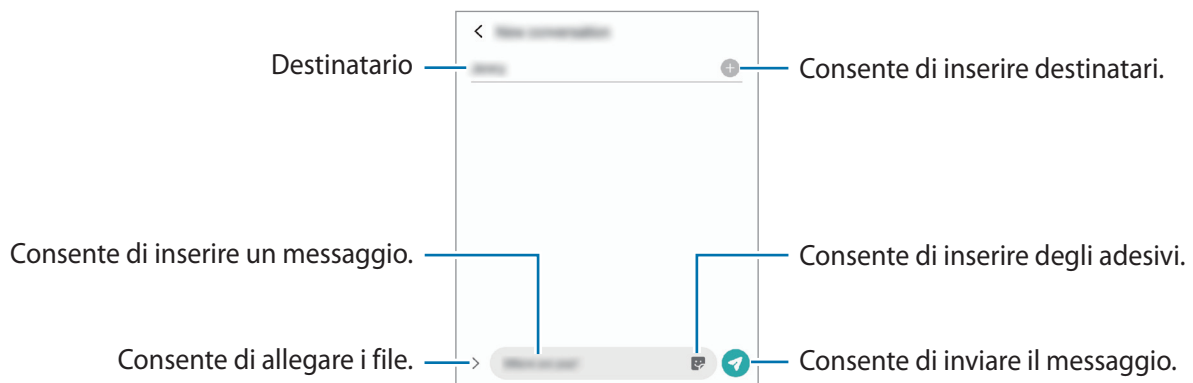 Destinatario
Consente di inserire destinatari.
Consente di inserire un messaggio.
Consente di inserire degli adesivi.
Consente di allegare i file.
Consente di inviare il messaggio.